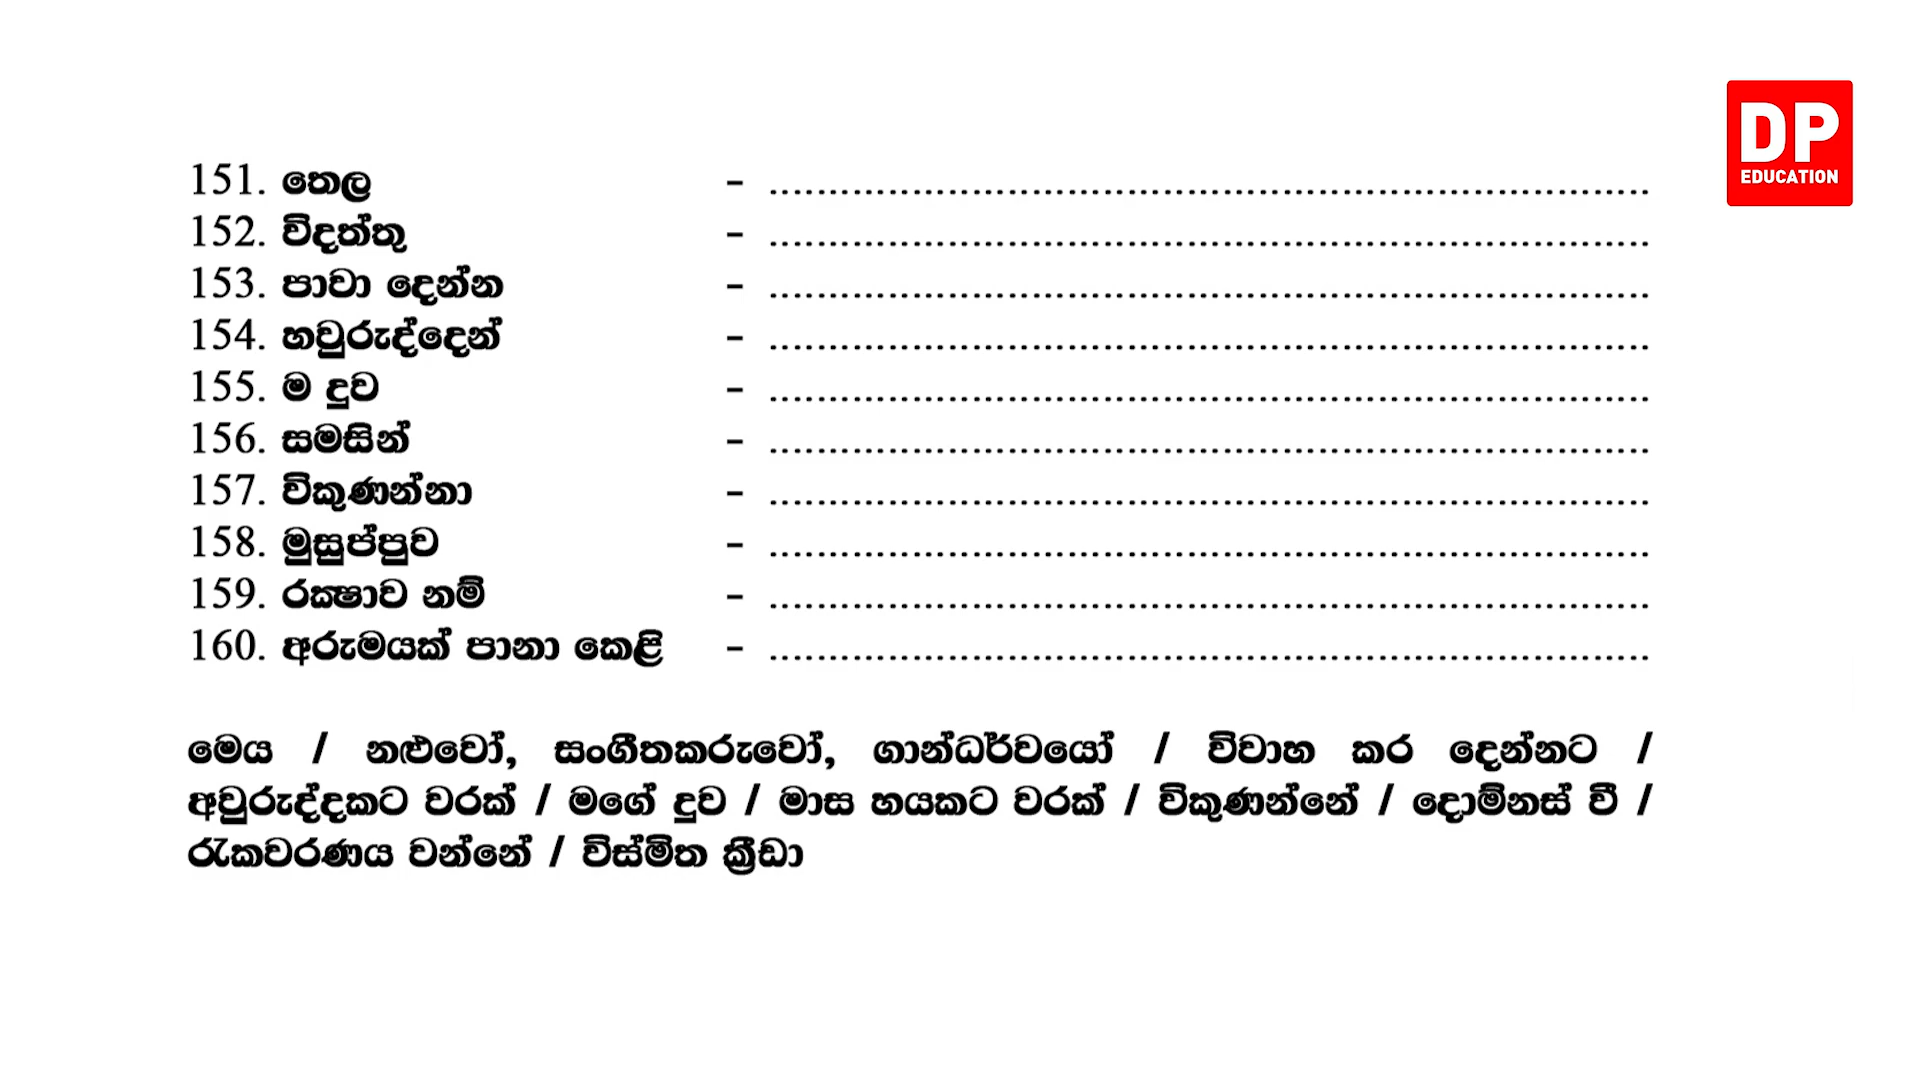 DP
EDUCATION
151. තෙල - ..........................................................................
152. විදත්තු - ..........................................................................
153. පාවා දෙන්න - ..........................................................................
154. හවුරුද්දෙන් - ..........................................................................
155. ම දුව - ..........................................................................
156. සමසින් - ..........................................................................
157. විකුණන්නා - ..........................................................................
158. මුසුප්පුව - ..........................................................................
159. රක්‍ෂාව නම් - ..........................................................................
160. අරුමයක් පානා කෙළි - ..........................................................................
මෙය / නළුවෝ, සංගීතකරුවෝ, ගාන්ධර්වයෝ / විවාහ කර දෙන්නට /
අවුරුද්දකට වරක් / මගේ දුව / මාස හයකට වරක් / විකුණන්නේ / දොම්නස් වී /
රැකවරණය වන්නේ / විස්මිත ක්‍රීඩා